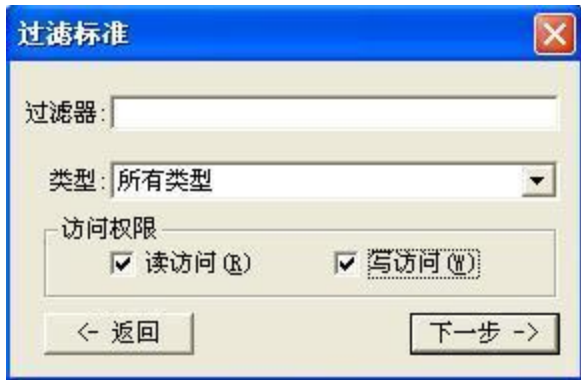 过滤标准
过滤器:
类型: 所有类型
访问权限
读访问(R) 写访问(W)
<- 返回 下一步 ->